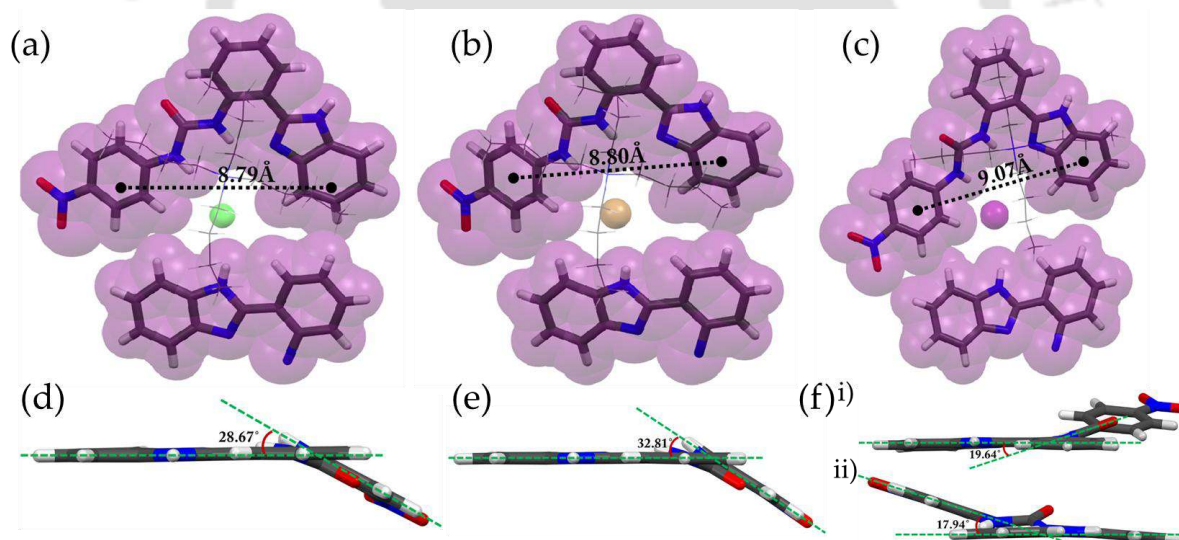 (a)
(b)
(c)
8.79Å
8.80Å
9.07Å
(d)
(e)
(f)i)
28.67°
32.81°
19.64°
ii)
17.94°